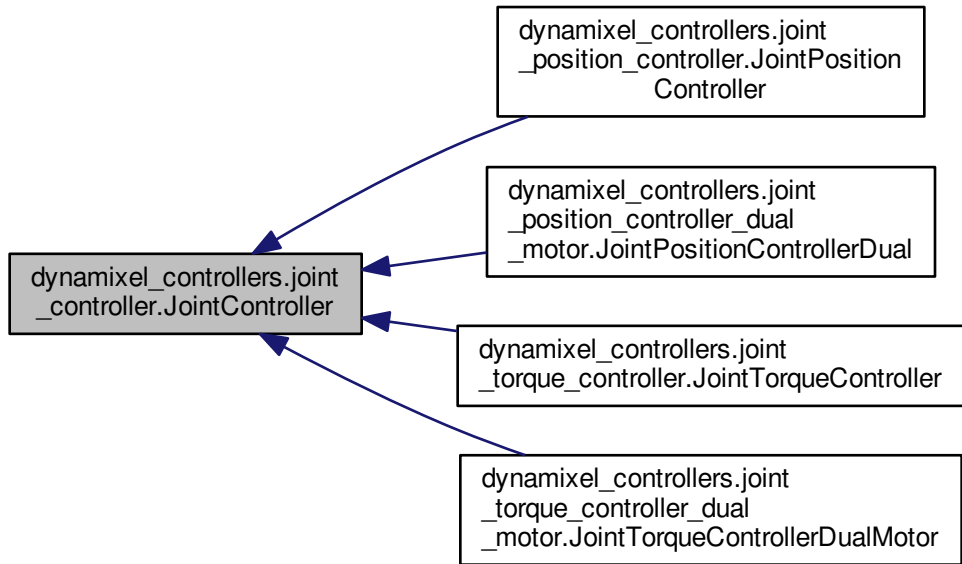 dynamixel_controllers.joint
_position_controller.JointPosition
Controller
dynamixel_controllers.joint
_position_controller_dual
_motor.JointPositionControllerDual
dynamixel_controllers.joint
_controller.JointController
dynamixel_controllers.joint
_torque_controller.JointTorqueController
dynamixel_controllers.joint
_torque_controller_dual
_motor.JointTorqueControllerDualMotor